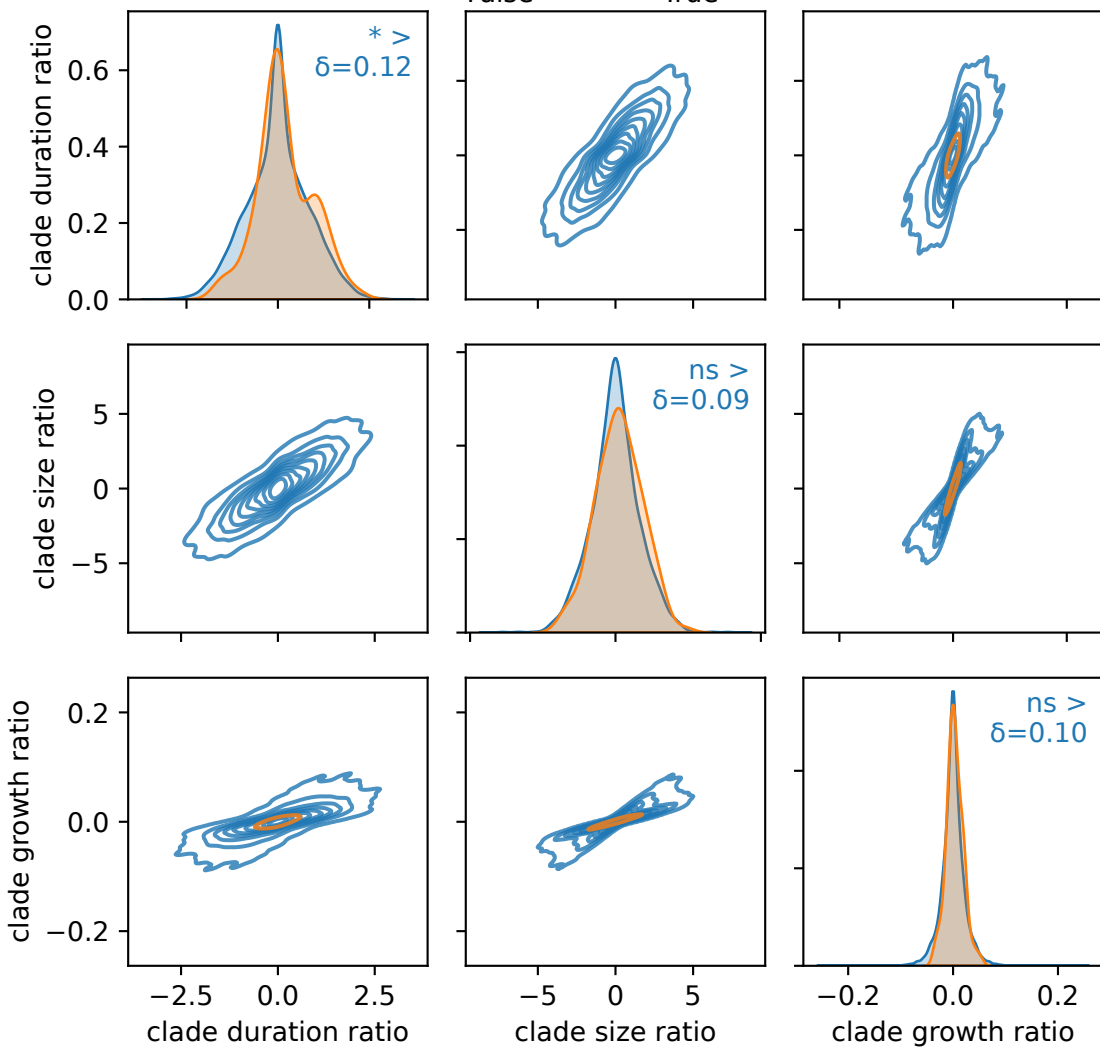 clade duration ratio
0.6
0.4
0.2
0.0
* >
δ=0.12
clade size ratio
5
0
−5
ns >
δ=0.09
clade growth ratio
0.2
0.0
−0.2
ns >
δ=0.10
−2.5 0.0 2.5
clade duration ratio
−5 0 5
clade size ratio
−0.2 0.0 0.2
clade growth ratio